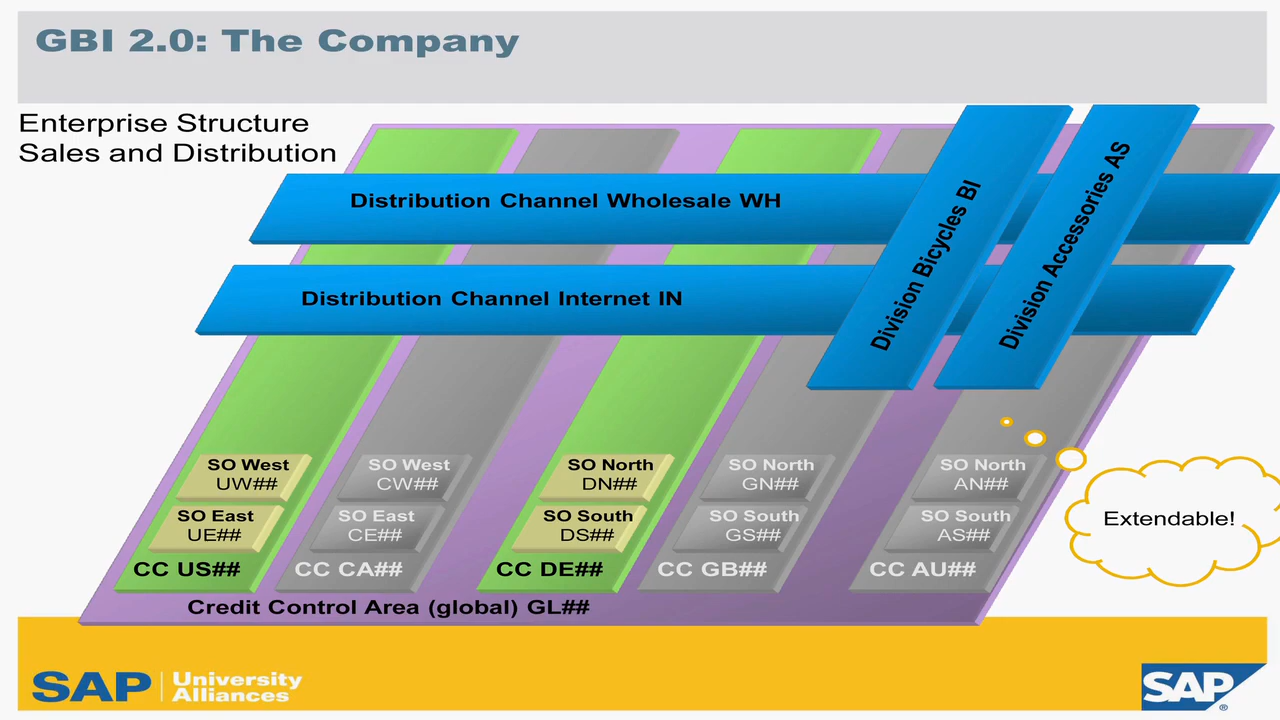 GBI 2.0: The Company
Enterprise Structure
Sales and Distribution
Distribution Channel Wholesale WH
Distribution Channel Internet IN
Division Bicycles BI
Division Accessories AS
SO West
UW##
SO West
CW##
SO North
DN##
SO North
GN##
SO North
AN##
SO East
UE##
SO East
CE##
SO South
DS##
SO South
GS##
SO South
AS##
Extendable!
CC US##
CC CA##
CC DE##
CC GB##
CC AU##
Credit Control Area (global) GL##
SAP University
Alliances
SAP®